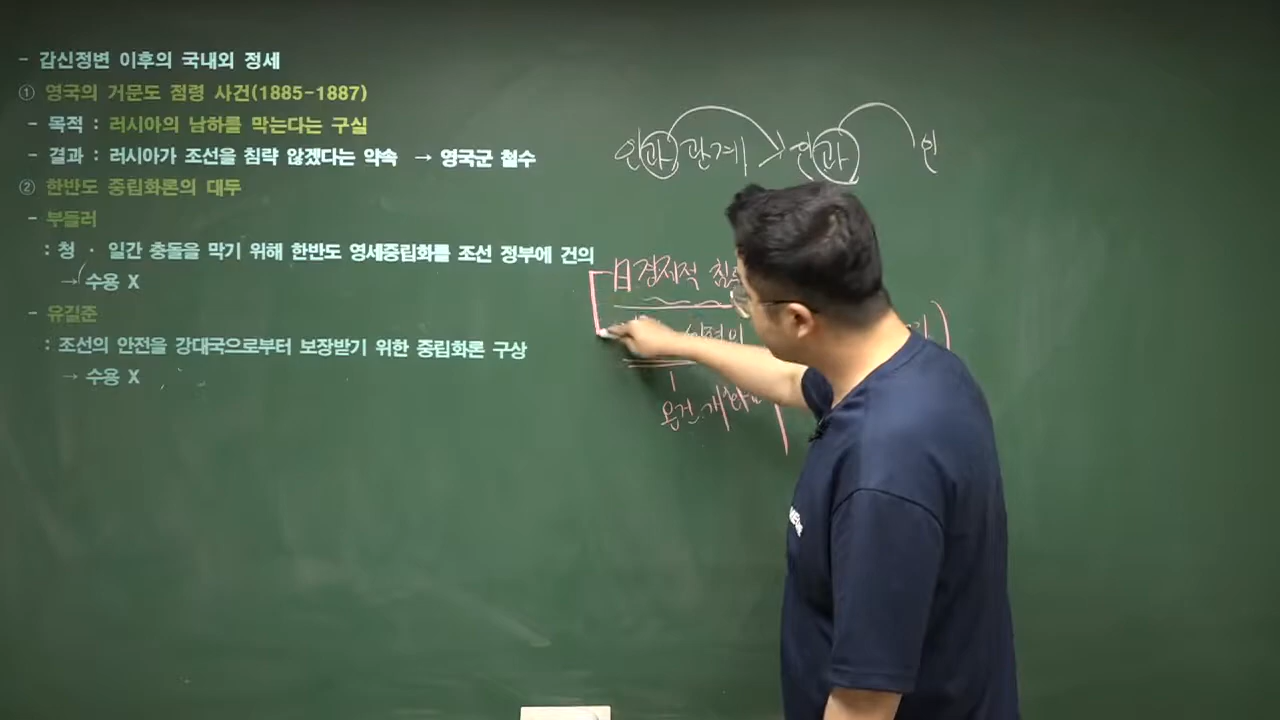 - 갑신정변 이후의 국내외 정세
① 영국의 거문도 점령 사건(1885-1887)
- 목적 : 러시아의 남하를 막는다는 구실
- 결과 : 러시아가 조선을 침략 않겠다는 약속 → 영국군 철수
② 한반도 중립화론의 대두
- 부들러
: 청 · 일간 충돌을 막기 위해 한반도 영세중립화를 조선 정부에 건의
→ 수용 X
- 유길준
: 조선의 안전을 강대국으로부터 보장받기 위한 중립화론 구상
→ 수용 X
인과관계 → 인과 인
日 경제적
온건 개화